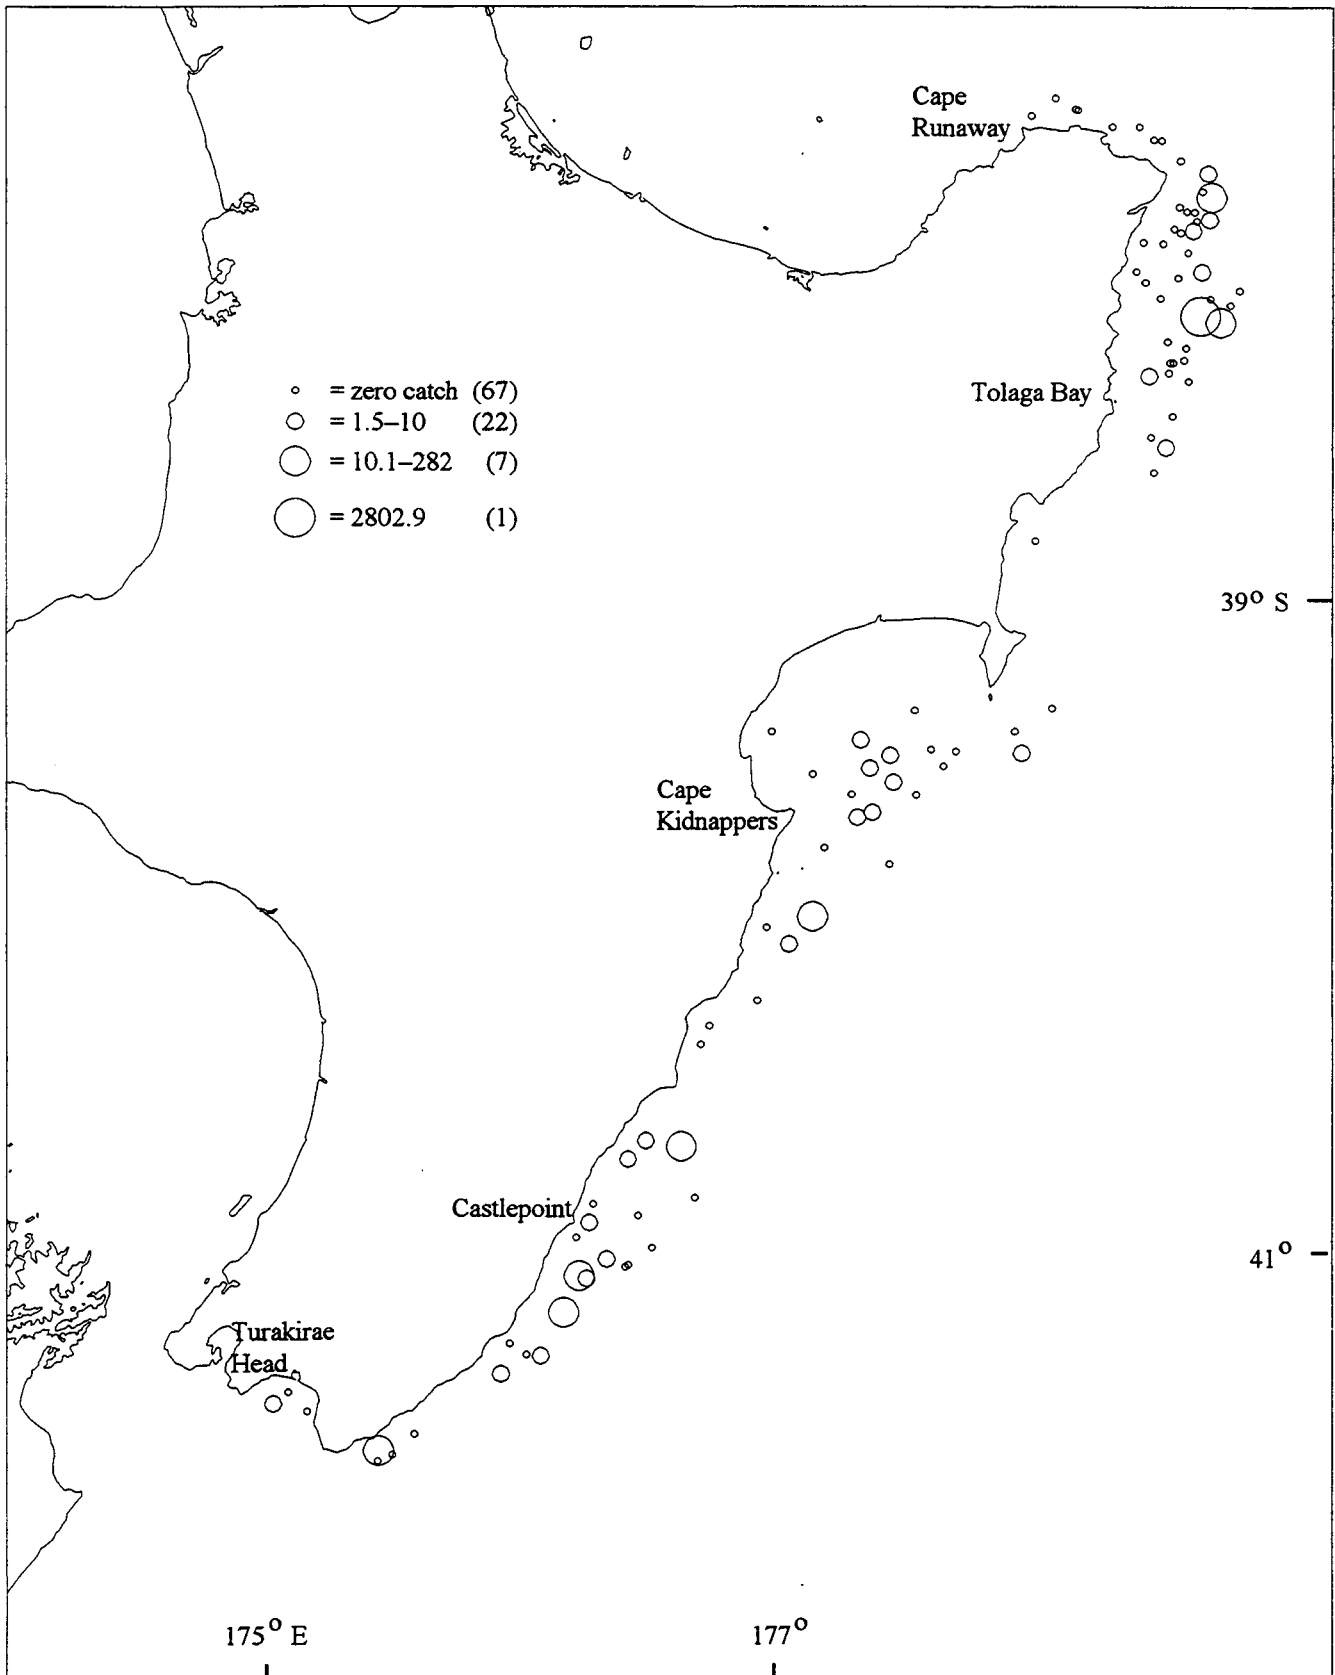 Cape
Runaway
= zero catch (67)
= 1.5–10 (22)
= 10.1–282 (7)
= 2802.9 (1)
Tolaga Bay
39° S
Cape
Kidnappers
Castlepoint
41°
Turakirae
Head
175° E
177°